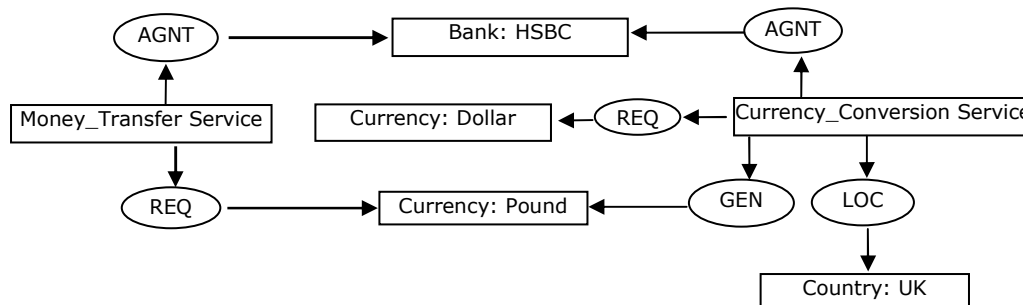 AGNT
Bank: HSBC
AGNT
Money_Transfer Service
Currency: Dollar
REQ
Currency_Conversion Service
REQ
Currency: Pound
GEN
LOC
Country: UK